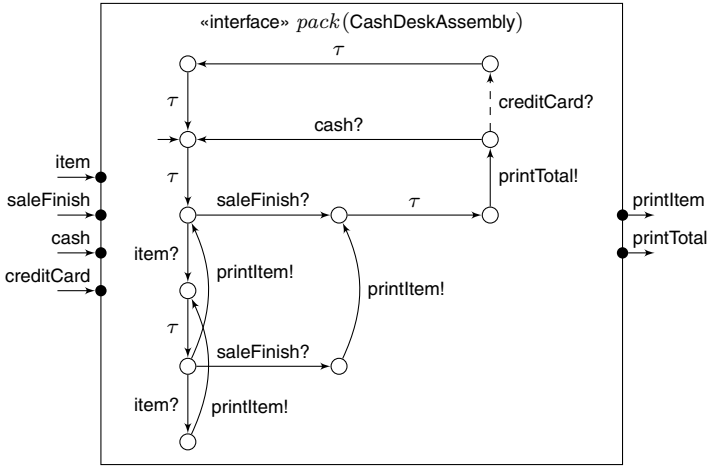 «interface» pack(CashDeskAssembly)
τ
τ
creditCard?
cash?
item
τ
printTotal!
saleFinish
saleFinish?
τ
printItem
cash
item?
printItem!
printTotal
creditCard
printItem!
τ
saleFinish?
item?
printItem!